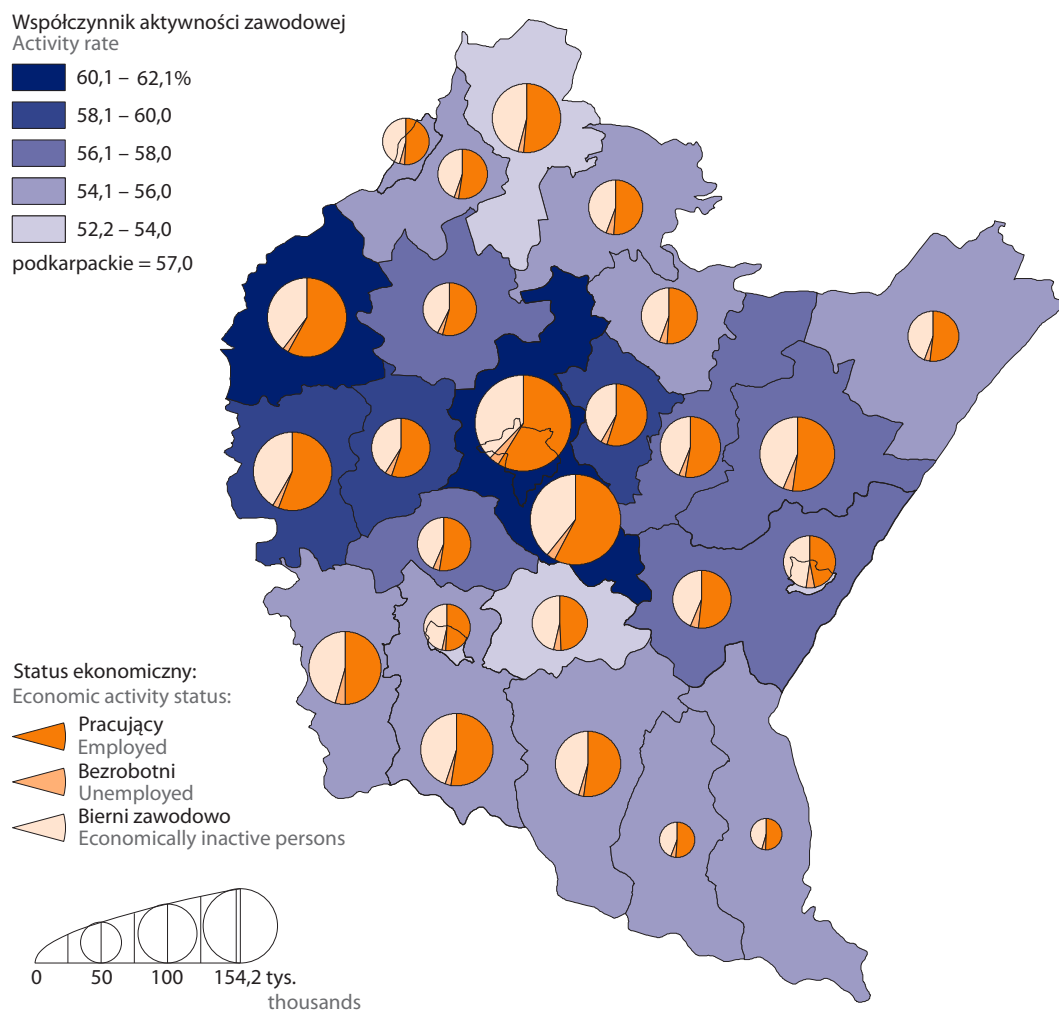 Współczynnik aktywności zawodowej
Activity rate
60,1 – 62,1%
58,1 – 60,0
56,1 – 58,0
54,1 – 56,0
52,2 – 54,0
podkarpackie = 57,0
Status ekonomiczny:
Economic activity status:
Pracujący
Employed
Bezrobotni
Unemployed
Bierni zawodowo
Economically inactive persons
0 50 100 154,2 tys.
thousands